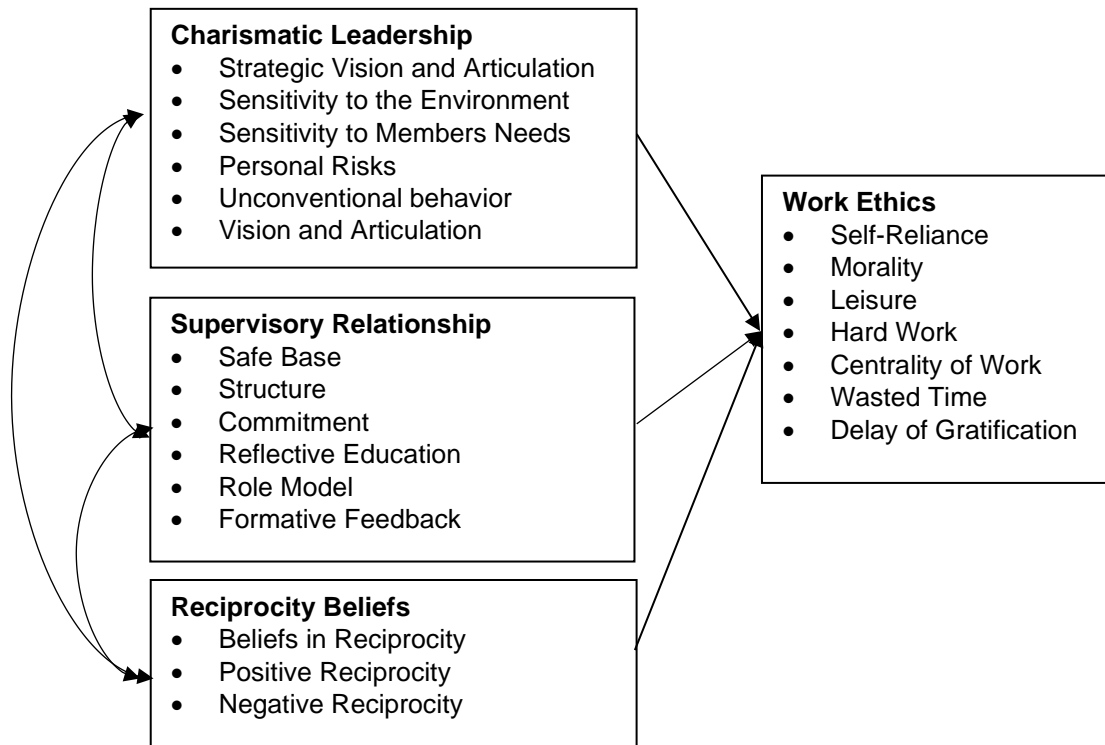 Charismatic Leadership
• Strategic Vision and Articulation
• Sensitivity to the Environment
• Sensitivity to Members Needs
• Personal Risks
• Unconventional behavior
• Vision and Articulation
Supervisory Relationship
• Safe Base
• Structure
• Commitment
• Reflective Education
• Role Model
• Formative Feedback
Reciprocity Beliefs
• Beliefs in Reciprocity
• Positive Reciprocity
• Negative Reciprocity
Work Ethics
• Self-Reliance
• Morality
• Leisure
• Hard Work
• Centrality of Work
• Wasted Time
• Delay of Gratification